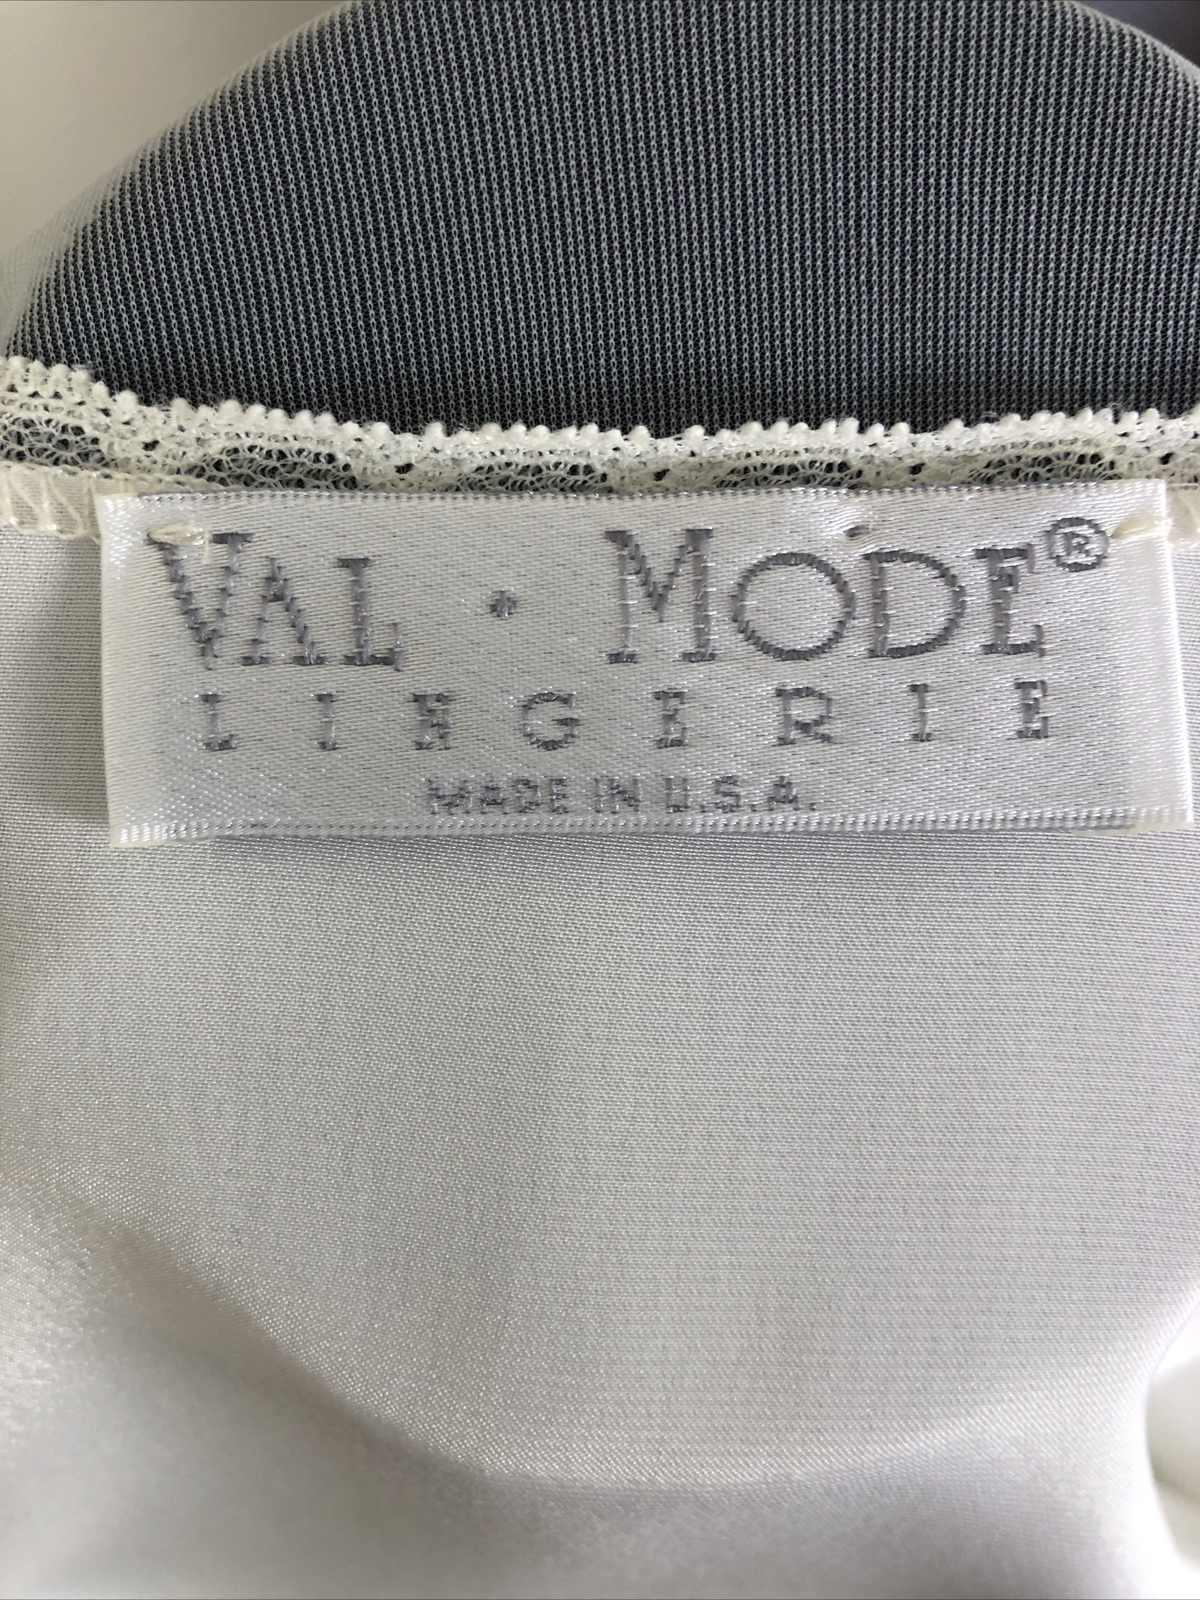 VAL · MODE®
LINGERIE
MADE IN U.S.A.